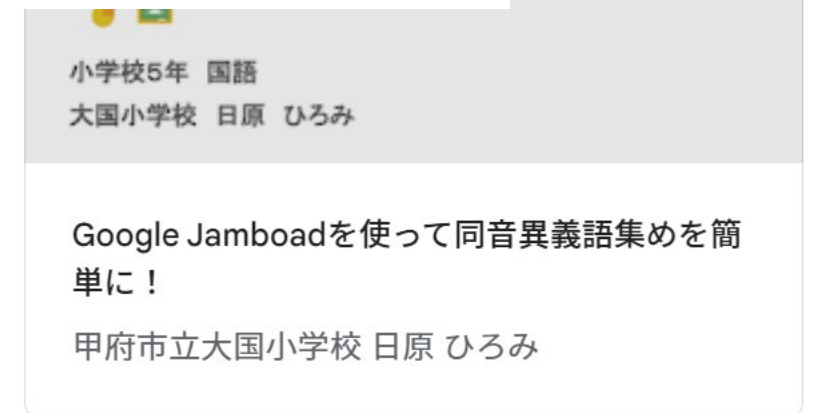 小学校5年 国語
大国小学校 日原 ひろみ
Google Jamboadを使って同音異義語集めを簡
単に！
甲府市立大国小学校 日原 ひろみ